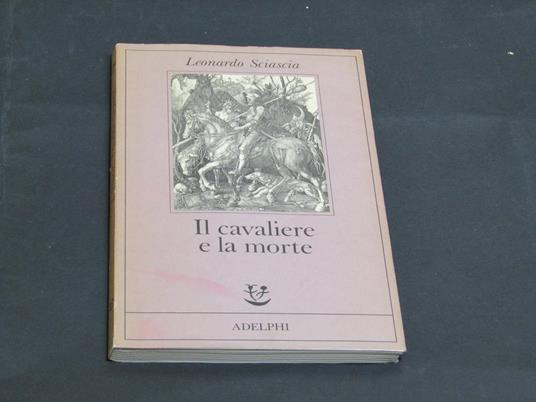 Leonardo Sciascia
Il cavaliere
e la morte
ADELPHI